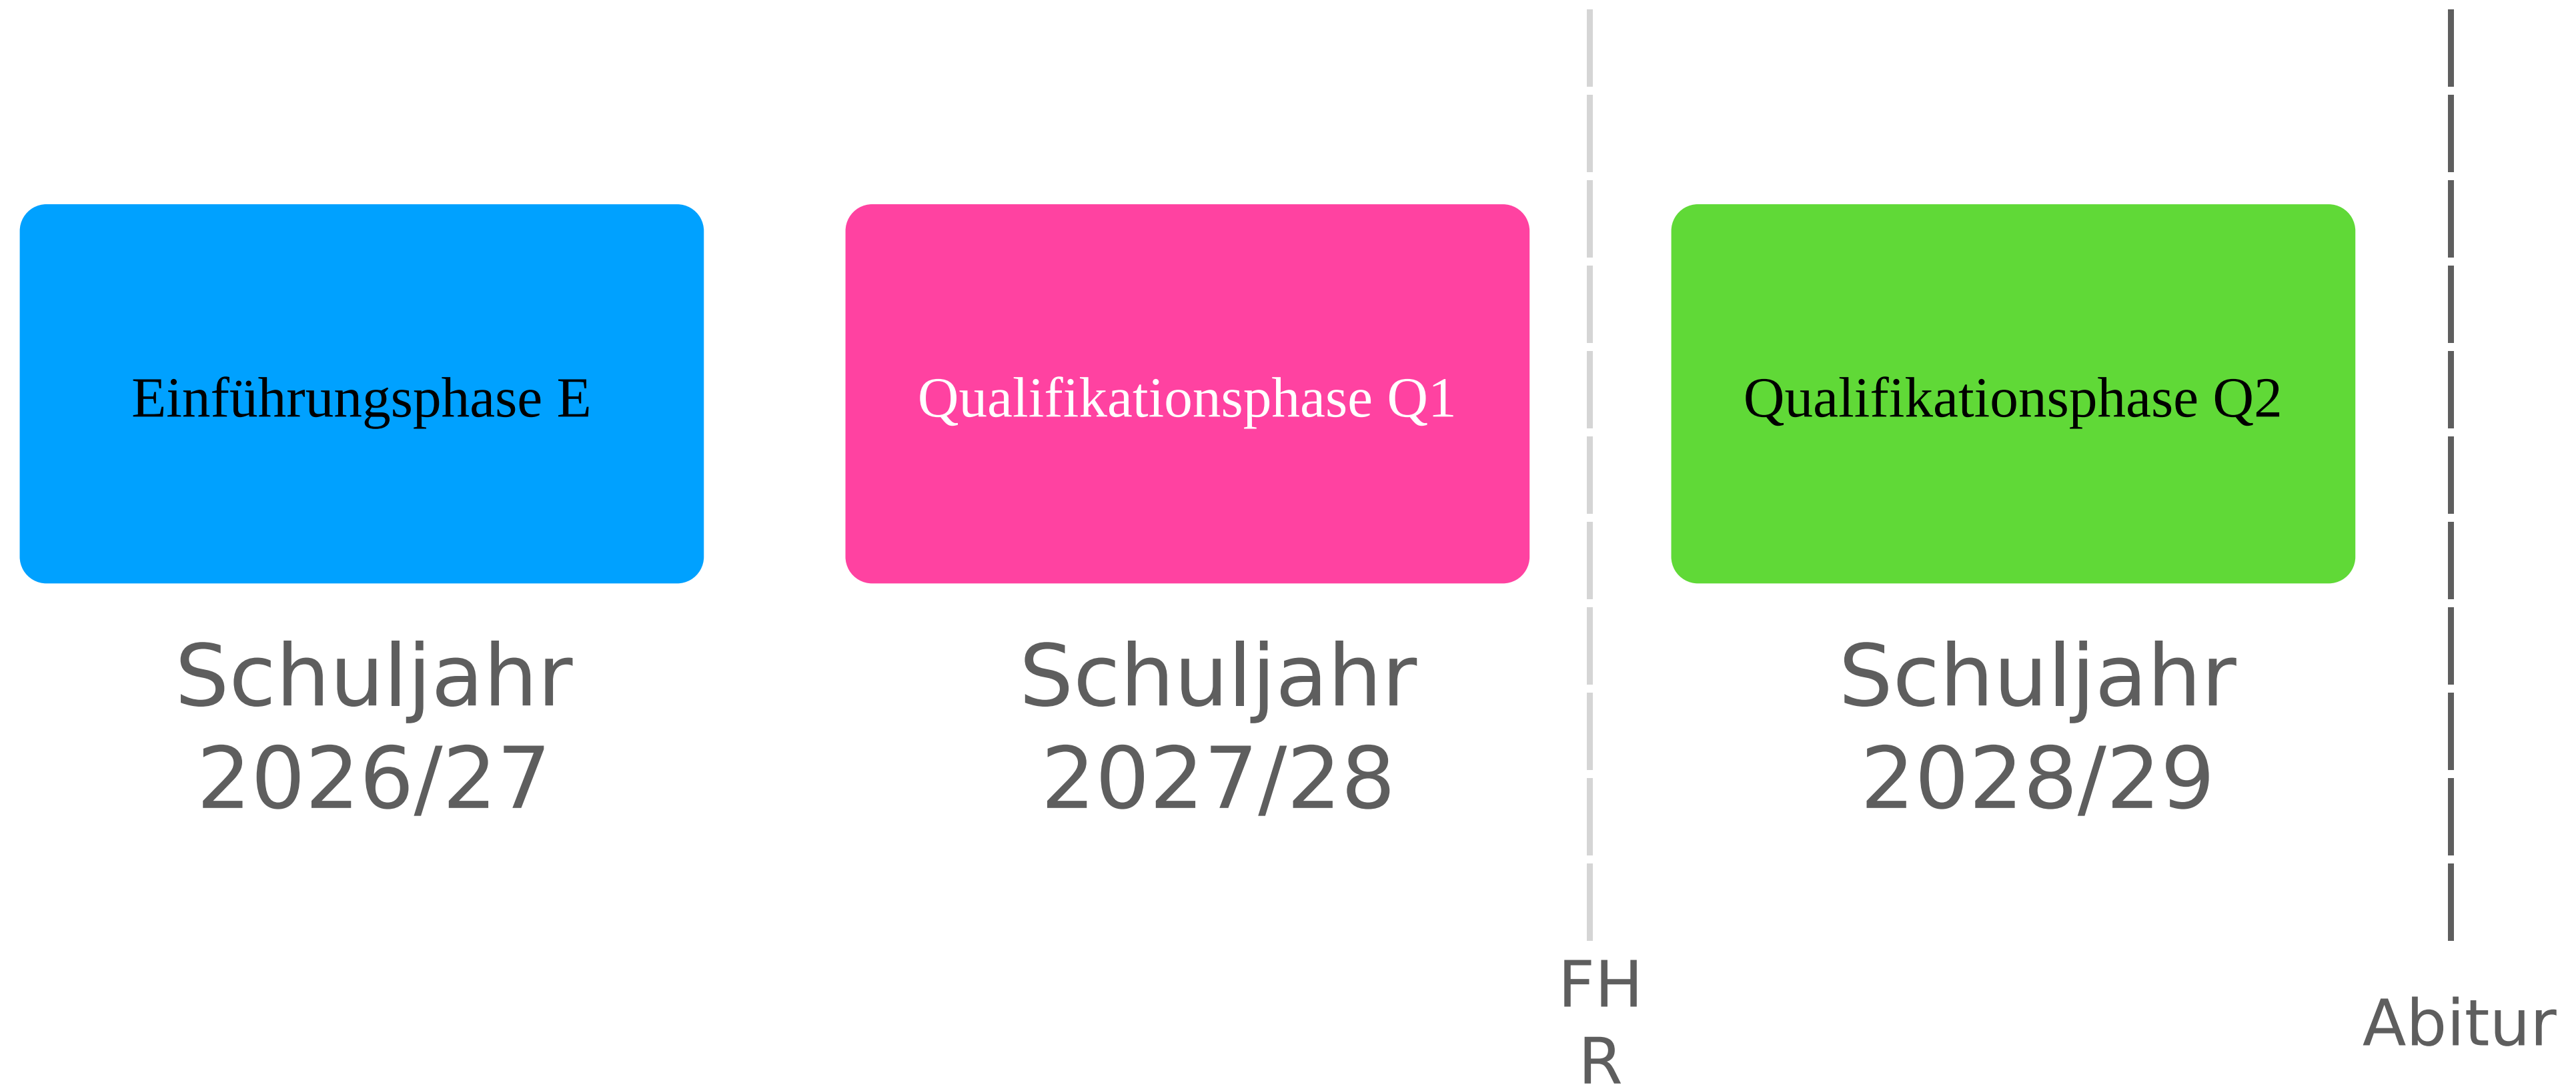 Einführungsphase E
Qualifikationsphase Q1
Qualifikationsphase Q2
Schuljahr
2026/27
Schuljahr
2027/28
Schuljahr
2028/29
FH
R
Abitur